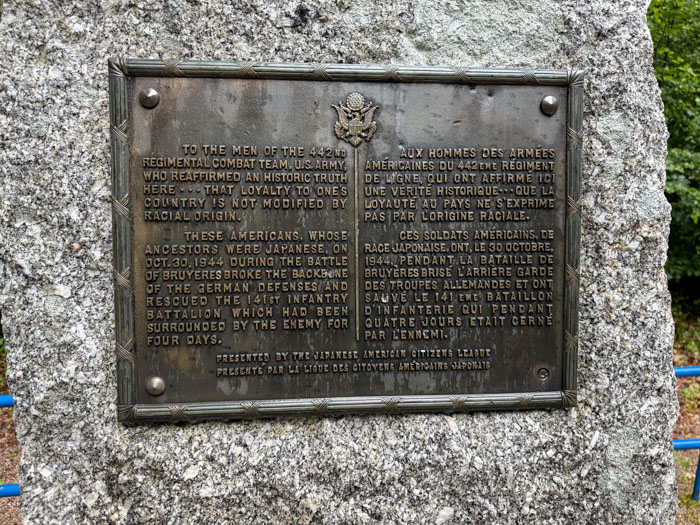 TO THE MEN OF THE 442ND
REGIMENTAL COMBAT TEAM, U.S. ARMY,
WHO REAFFIRMED AN HISTORIC TRUTH
HERE ··· THAT LOYALTY TO ONE'S
COUNTRY IS NOT MODIFIED BY
RACIAL ORIGIN.
THESE AMERICANS, WHOSE
ANCESTORS WERE JAPANESE, ON
OCT. 30, 1944 DURING THE BATTLE
OF BRUYERES BROKE THE BACKBONE
OF THE GERMAN DEFENSES AND
RESCUED THE 141ST INFANTRY
BATTALION WHICH HAD BEEN
SURROUNDED BY THE ENEMY FOR
FOUR DAYS.
AUX HOMMES DES ARMÉES
AMÉRICAINES DU 442EME RÉGIMENT
DE LIGNE, QUI ONT AFFIRMÉ ICI
UNE VÉRITÉ HISTORIQUE··· QUE LA
LOYAUTÉ AU PAYS NE S'EXPRIME
PAS PAR L'ORIGINE RACIALE.
CES SOLDATS AMÉRICAINS, DE
RACE JAPONAISE, ONT, LE 30 OCTOBRE,
1944, PENDANT LA BATAILLE DE
BRUYÈRES BRISÉ L'ARRIÈRE GARDE
DES TROUPES ALLEMANDES ET ONT
SAUVÉ LE 141 EME BATAILLON
D'INFANTERIE QUI PENDANT
QUATRE JOURS ÉTAIT CERNÉ
PAR L'ENNEMI.
PRESENTED BY THE JAPANESE AMERICAN CITIZENS LEAGUE
PRESENTÉ PAR LA LIGUE DES CITOYENS AMÉRICAINS JAPONAIS